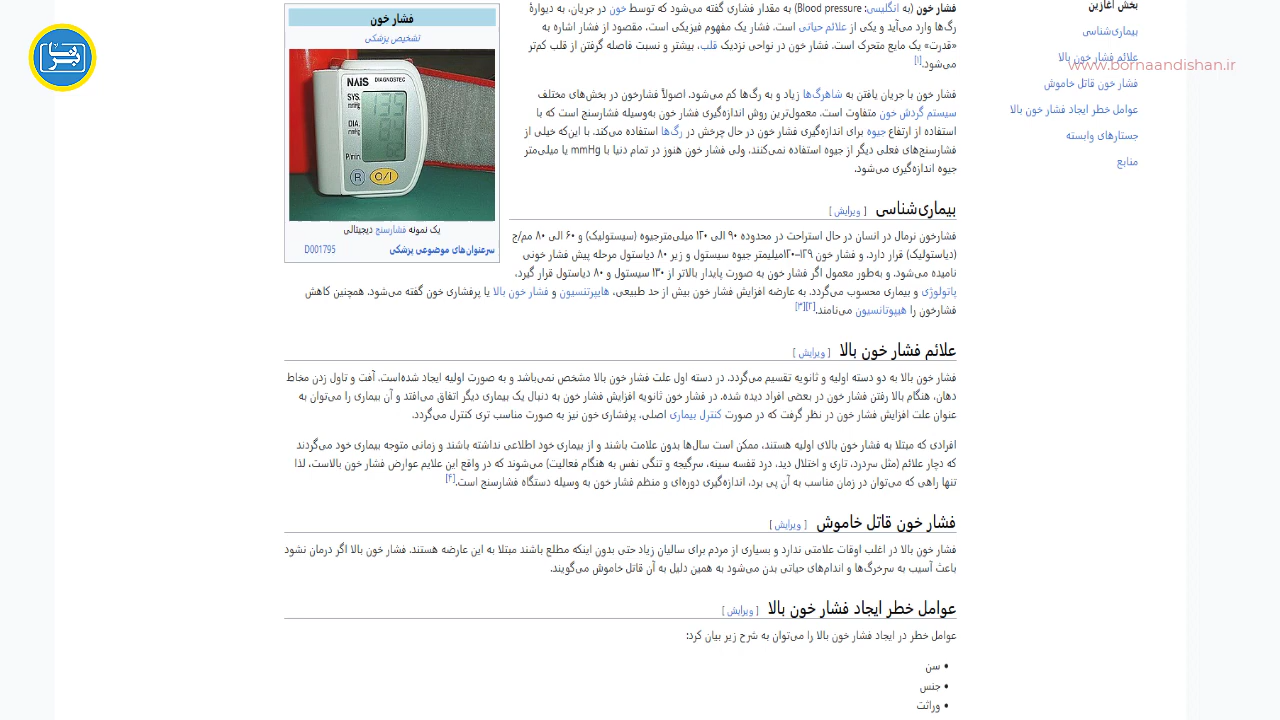 بخش آغازین
بیماری‌شناسی
علائم فشار خون بالا
فشار خون قاتل خاموش
عوامل خطر ایجاد فشار خون بالا
جستارهای وابسته
منابع
www.bornaandishan.ir
فشار خون (به انگلیسی: Blood pressure) به مقدار فشاری گفته می‌شود که توسط خون در جریان، به دیوارهٔ
رگ‌ها وارد می‌آید و یکی از علائم حیاتی است. فشار یک مفهوم فیزیکی است، مقصود از فشار اشاره به
«قدرت» یک مایع متحرک است. فشار خون در نواحی نزدیک قلب، بیشتر و نسبت فاصله گرفتن از قلب کم‌تر
می‌شود.[۱]
فشار خون با جریان یافتن به شاهرگ‌ها زیاد و به رگ‌ها کم می‌شود. اصولاً فشارخون در بخش‌های مختلف
سیستم گردش خون متفاوت است. معمول‌ترین روش اندازه‌گیری فشار خون به‌وسیله فشارسنج است که با
استفاده از ارتفاع جیوه برای اندازه‌گیری فشار خون در حال چرخش در رگ‌ها استفاده می‌کند. با این‌که خیلی از
فشارسنج‌های فعلی دیگر از جیوه استفاده نمی‌کنند، ولی فشار خون هنوز در تمام دنیا با mmHg یا میلی‌متر
جیوه اندازه‌گیری می‌شود.
فشار خون
تشخیص پزشکی
NAiS DIAGNOSTEC
SYS.
mmHg
135
DIA.
mmHg
84
P/min.
R O/I
یک نمونه فشارسنج دیجیتالی
سرعنوان‌های موضوعی پزشکی D001795
بیماری‌شناسی [ ویرایش ]
فشارخون نرمال در انسان در حال استراحت در محدوده ۹۰ الی ۱۲۰ میلی‌مترجیوه (سیستولیک) و ۶۰ الی ۸۰ مم/ج
(دیاستولیک) قرار دارد. و فشار خون ۱۲۹–۱۲۰میلیمتر جیوه سیستول و زیر ۸۰ دیاستول مرحله پیش فشار خونی
نامیده می‌شود. و به‌طور معمول اگر فشار خون به صورت پایدار بالاتر از ۱۳۰ سیستول و ۸۰ دیاستول قرار گیرد،
پاتولوژی و بیماری محسوب می‌گردد. به عارضه افزایش فشار خون بیش از حد طبیعی، هایپرتنسیون و فشار خون بالا یا پرفشاری خون گفته می‌شود. همچنین کاهش
فشارخون را هیپوتانسیون می‌نامند.[۲][۳]
علائم فشار خون بالا [ ویرایش ]
فشار خون بالا به دو دسته اولیه و ثانویه تقسیم می‌گردد. در دسته اول علت فشار خون بالا مشخص نمی‌باشد و به صورت اولیه ایجاد شده‌است. آفت و تاول زدن مخاط
دهان، هنگام بالا رفتن فشار خون در بعضی افراد دیده شده. در فشار خون ثانویه افزایش فشار خون به دنبال یک بیماری دیگر اتفاق می‌افتد و آن بیماری را می‌توان به
عنوان علت افزایش فشار خون در نظر گرفت که در صورت کنترل بیماری اصلی، پرفشاری خون نیز به صورت مناسب تری کنترل می‌گردد.
افرادی که مبتلا به فشار خون بالای اولیه هستند، ممکن است سال‌ها بدون علامت باشند و از بیماری خود اطلاعی نداشته باشند و زمانی متوجه بیماری خود می‌گردند
که دچار علائم (مثل سردرد، تاری و اختلال دید، درد قفسه سینه، سرگیجه و تنگی نفس به هنگام فعالیت) می‌شوند که در واقع این علایم عوارض فشار خون بالاست، لذا
تنها راهی که می‌توان در زمان مناسب به آن پی برد، اندازه‌گیری دوره‌ای و منظم فشار خون به وسیله دستگاه فشارسنج است.[۴]
فشار خون قاتل خاموش [ ویرایش ]
فشار خون بالا در اغلب اوقات علامتی ندارد و بسیاری از مردم برای سالیان زیاد حتی بدون اینکه مطلع باشند مبتلا به این عارضه هستند. فشار خون بالا اگر درمان نشود
باعث آسیب به سرخرگ‌ها و اندام‌های حیاتی بدن می‌شود به همین دلیل به آن قاتل خاموش می‌گویند.
عوامل خطر ایجاد فشار خون بالا [ ویرایش ]
عوامل خطر در ایجاد فشار خون بالا را می‌توان به شرح زیر بیان کرد:
• سن
• جنس
• وراثت